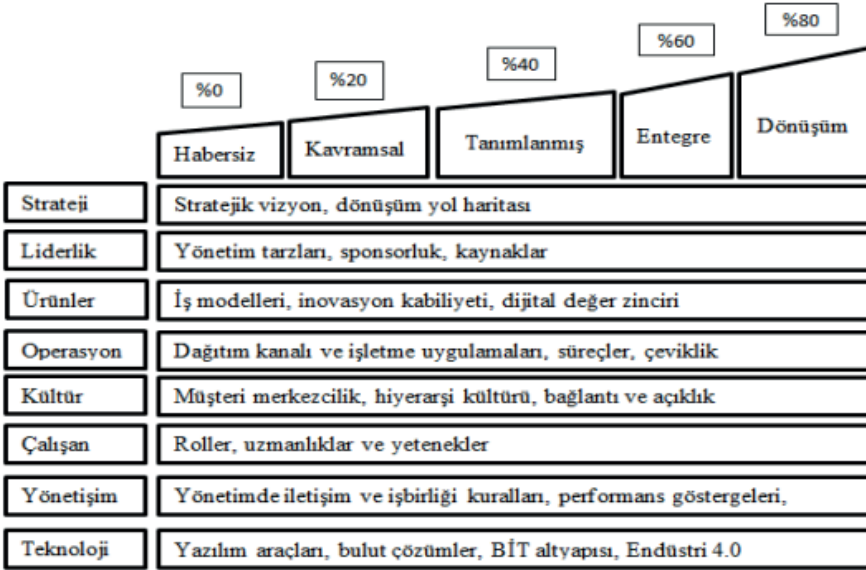 %0 %20 %40 %60 %80
Habersiz Kavramsal Tanımlanmış Entegre Dönüşüm
Strateji Stratejik vizyon, dönüşüm yol haritası
Liderlik Yönetim tarzları, sponsorluk, kaynaklar
Ürünler İş modelleri, inovasyon kabiliyeti, dijital değer zinciri
Operasyon Dağıtım kanalı ve işletme uygulamaları, süreçler, çeviklik
Kültür Müşteri merkezcilik, hiyerarşi kültürü, bağlantı ve açıklık
Çalışan Roller, uzmanlıklar ve yetenekler
Yönetişim Yönetimde iletişim ve işbirliği kuralları, performans göstergeleri,
Teknoloji Yazılım araçları, bulut çözümler, BİT altyapısı, Endüstri 4.0